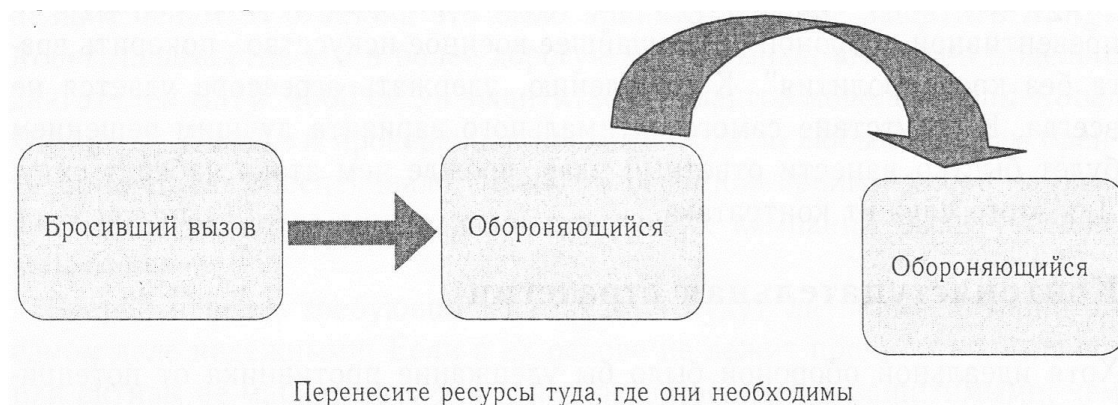 Бросивший вызов
Обороняющийся
Обороняющийся
Перенесите ресурсы туда, где они необходимы